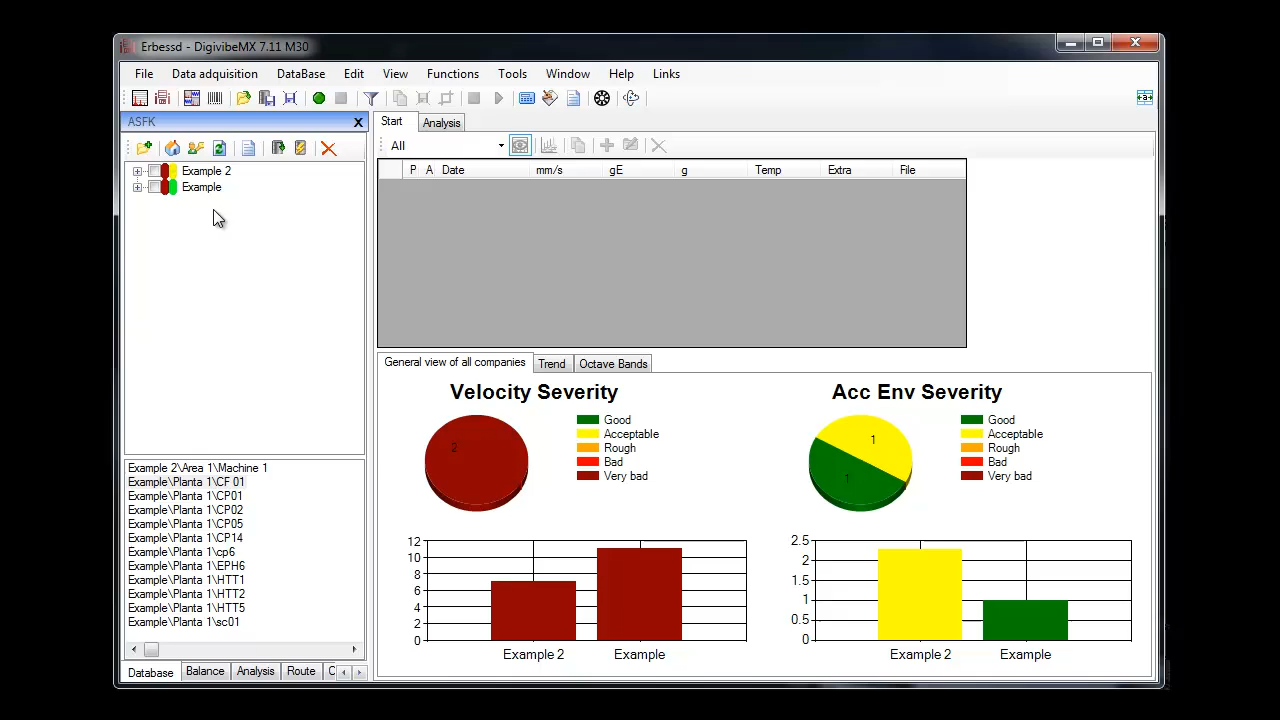 Erbessd - DigivibeMX 7.11 M30
File Data adquisition DataBase Edit View Functions Tools Window Help Links
ASFK
Start Analysis
All
Example 2
Example
P A Date mm/s gE g Temp Extra File
General view of all companies Trend Octave Bands
Velocity Severity
2
Good
Acceptable
Rough
Bad
Very bad
12
10
8
6
4
2
0
Example 2 Example
Acc Env Severity
1
1
Good
Acceptable
Rough
Bad
Very bad
2.5
2
1.5
1
0.5
0
Example 2 Example
Example 2\Area 1\Machine 1
Example\Planta 1\CF 01
Example\Planta 1\CP01
Example\Planta 1\CP02
Example\Planta 1\CP05
Example\Planta 1\CP14
Example\Planta 1\cp6
Example\Planta 1\EPH6
Example\Planta 1\HTT1
Example\Planta 1\HTT2
Example\Planta 1\HTT5
Example\Planta 1\sc01
Database Balance Analysis Route